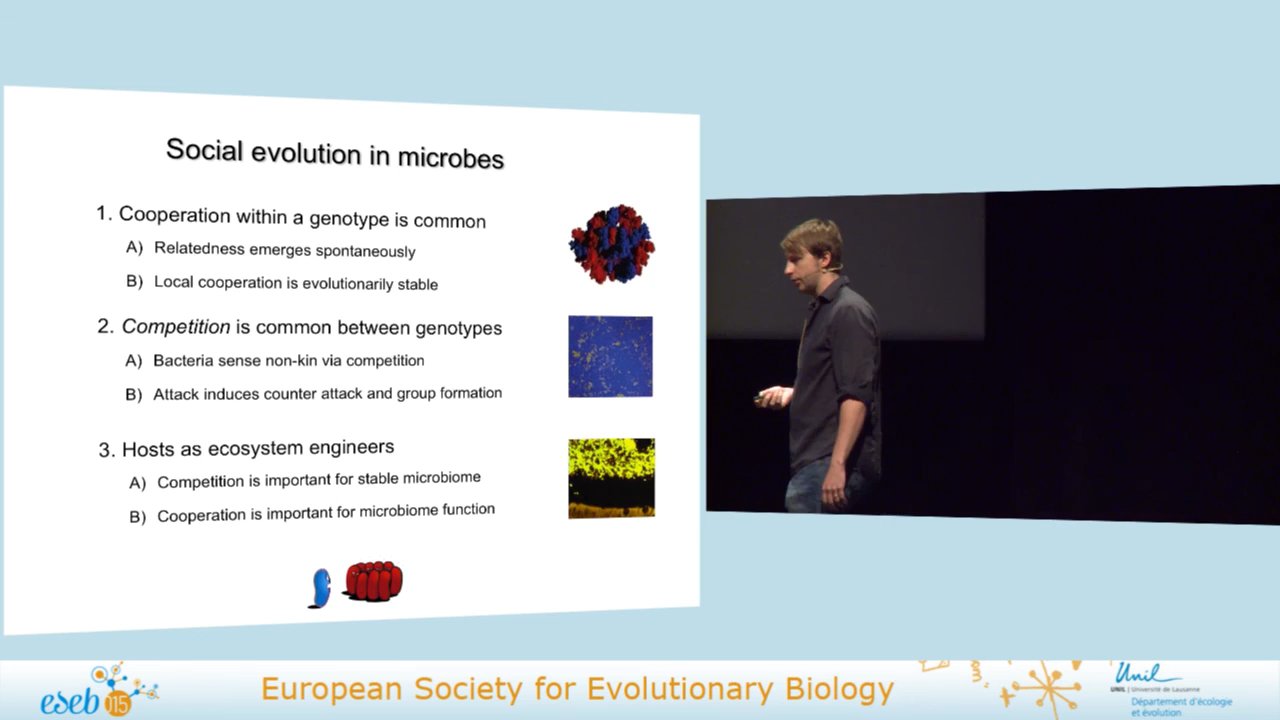 Social evolution in microbes
1. Cooperation within a genotype is common
A) Relatedness emerges spontaneously
B) Local cooperation is evolutionarily stable
2. Competition is common between genotypes
A) Bacteria sense non-kin via competition
B) Attack induces counter attack and group formation
3. Hosts as ecosystem engineers
A) Competition is important for stable microbiome
B) Cooperation is important for microbiome function
eseb 115
European Society for Evolutionary Biology
Unil
UNIL | Université de Lausanne
Département d'écologie
et évolution